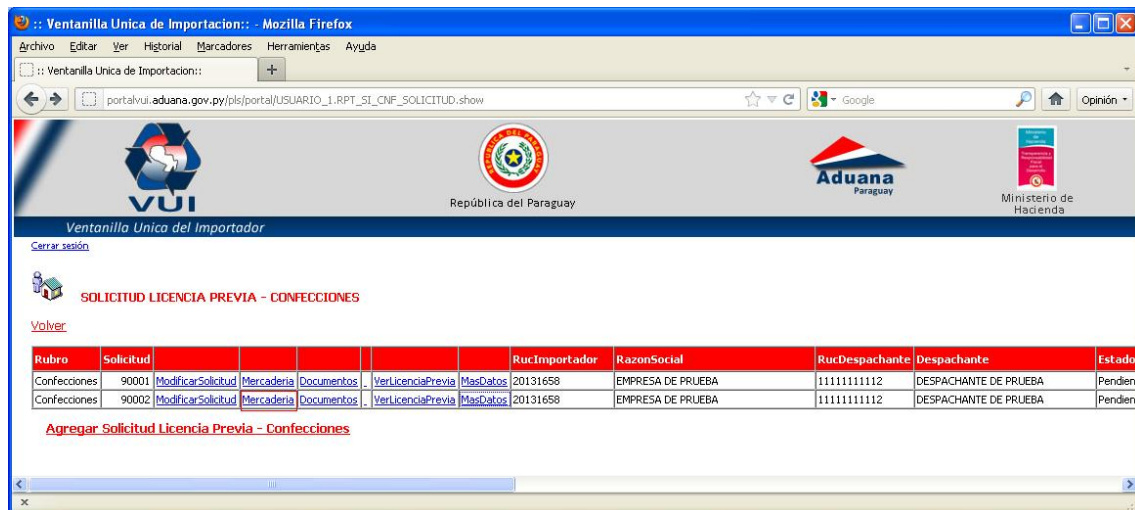 :: Ventanilla Unica de Importacion:: - Mozilla Firefox
Archivo Editar Ver Historial Marcadores Herramientas Ayuda
:: Ventanilla Unica de Importacion:: +
portalvui.aduana.gov.py/pls/portal/USUARIO_1.RPT_SI_CNF_SOLICITUD.show Google Opinión
VUI
REPUBLICA DEL PARAGUAY
República del Paraguay
Aduana
Paraguay
Ministerio de
Hacienda
Ventanilla Unica del Importador
Cerrar sesión
SOLICITUD LICENCIA PREVIA - CONFECCIONES
Volver
Rubro Solicitud RucImportador RazonSocial RucDespachante Despachante Estado
Confecciones 90001 ModificarSolicitud Mercaderia Documentos VerLicenciaPrevia MasDatos 20131658 EMPRESA DE PRUEBA 11111111112 DESPACHANTE DE PRUEBA Pendien
Confecciones 90002 ModificarSolicitud Mercaderia Documentos VerLicenciaPrevia MasDatos 20131658 EMPRESA DE PRUEBA 11111111112 DESPACHANTE DE PRUEBA Pendien
Agregar Solicitud Licencia Previa - Confecciones